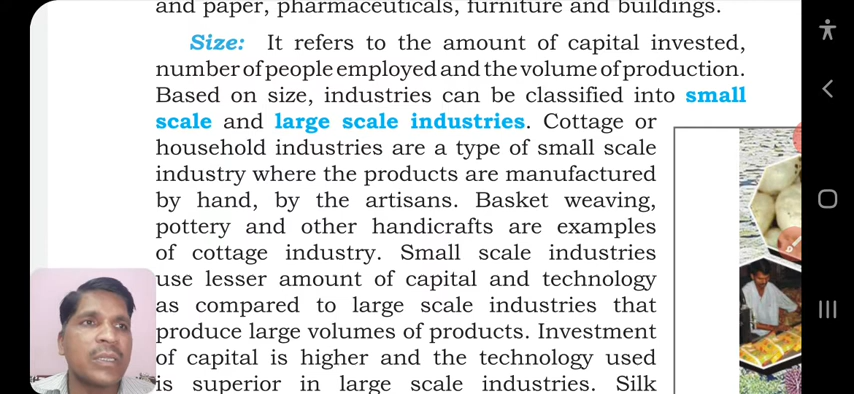 and paper, pharmaceuticals, furniture and buildings.
Size: It refers to the amount of capital invested,
number of people employed and the volume of production.
Based on size, industries can be classified into small
scale and large scale industries. Cottage or
household industries are a type of small scale
industry where the products are manufactured
by hand, by the artisans. Basket weaving,
pottery and other handicrafts are examples
of cottage industry. Small scale industries
use lesser amount of capital and technology
as compared to large scale industries that
produce large volumes of products. Investment
of capital is higher and the technology used
is superior in large scale industries. Silk